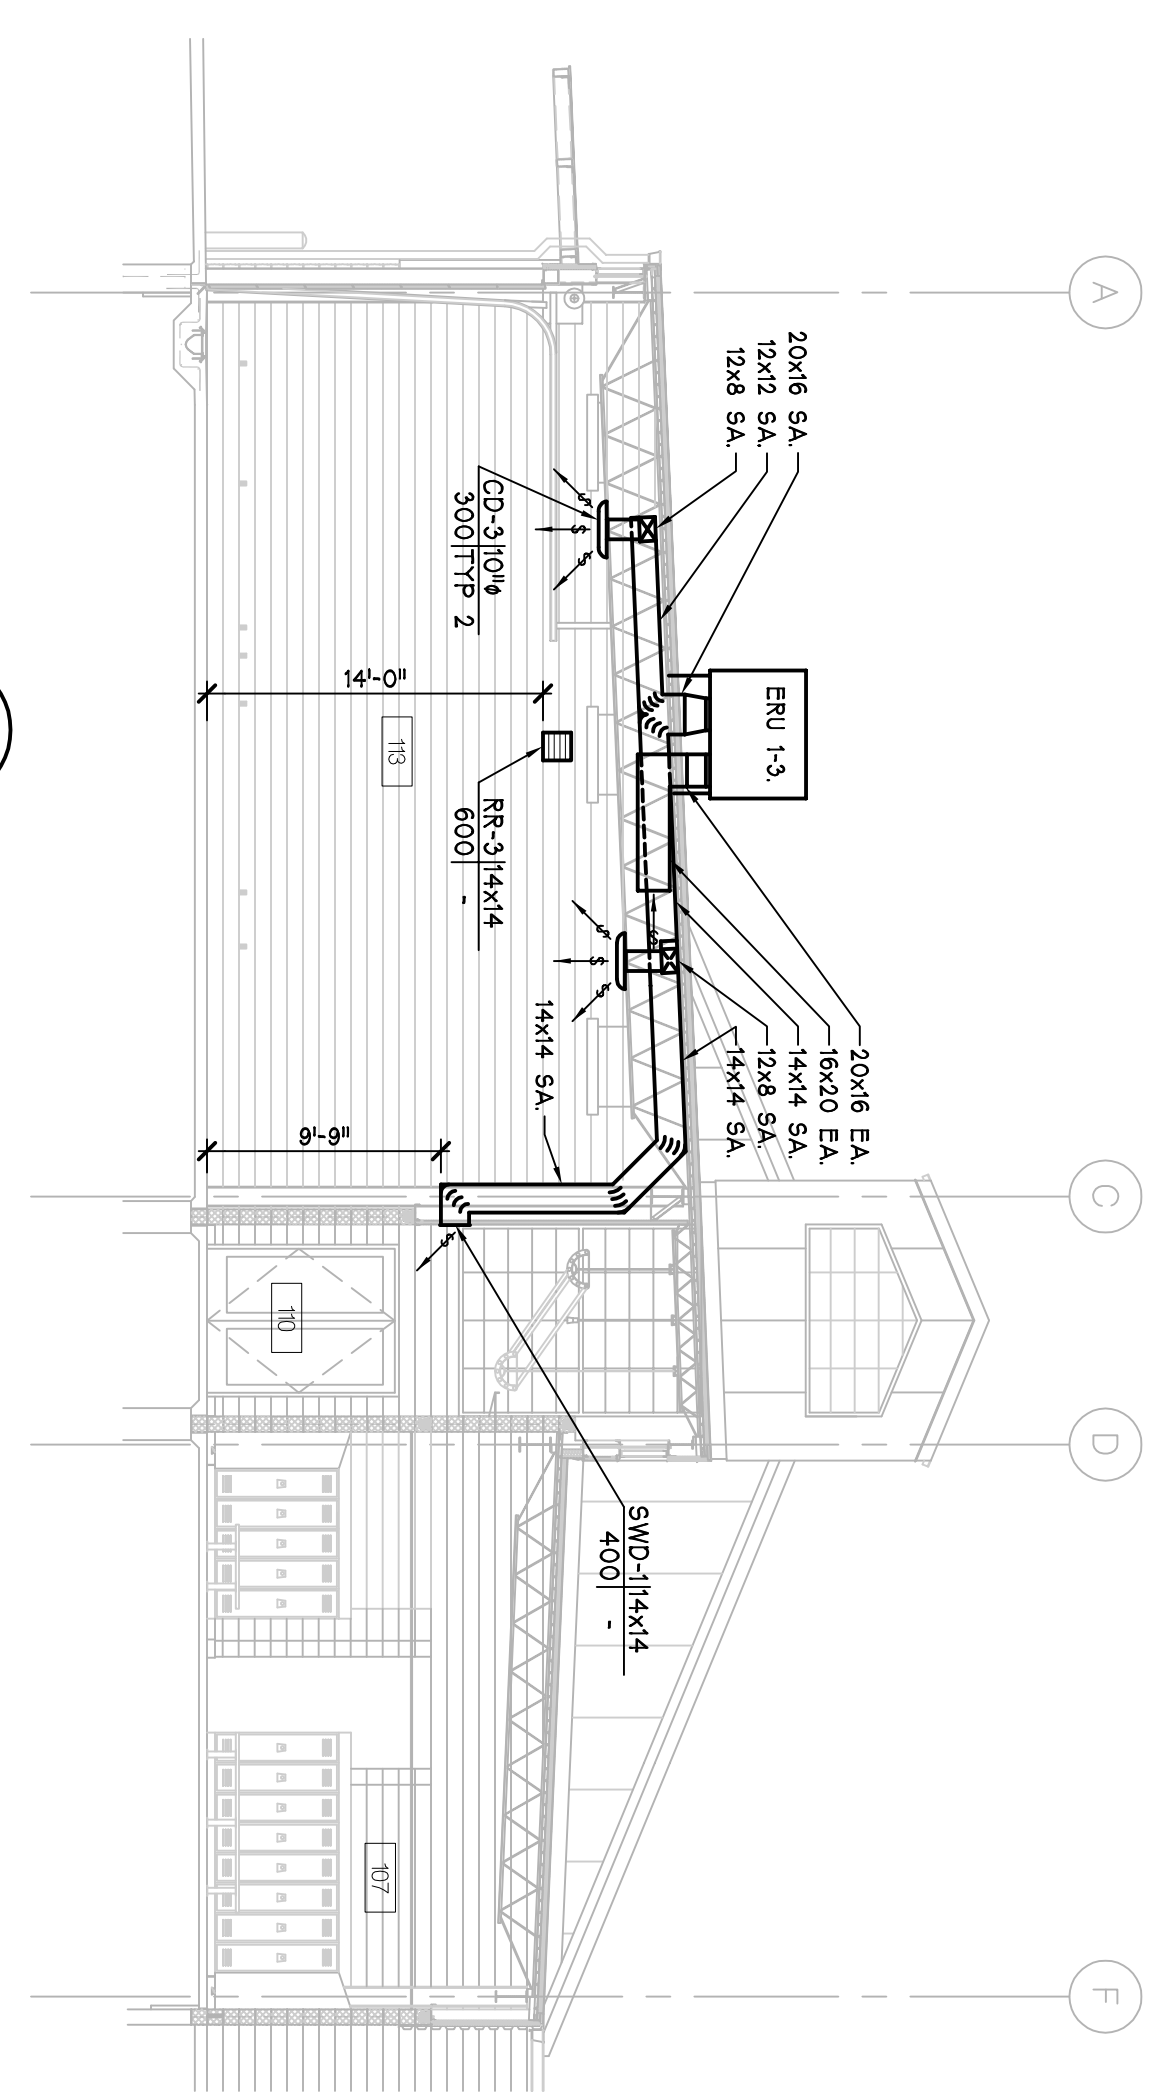 A
C
D
F
20x16 SA.
12x12 SA.
12x8 SA.
ERU 1-3.
20x16 EA.
16x20 EA.
14x14 SA.
12x8 SA.
14x14 SA.
CD-3 10"ø
300 TYP 2
14'-0"
113
RR-3 14x14
600 -
14x14 SA.
9'-9"
110
SWD-1 14x14
400 -
107
S
S
S
S
S
S
S
S